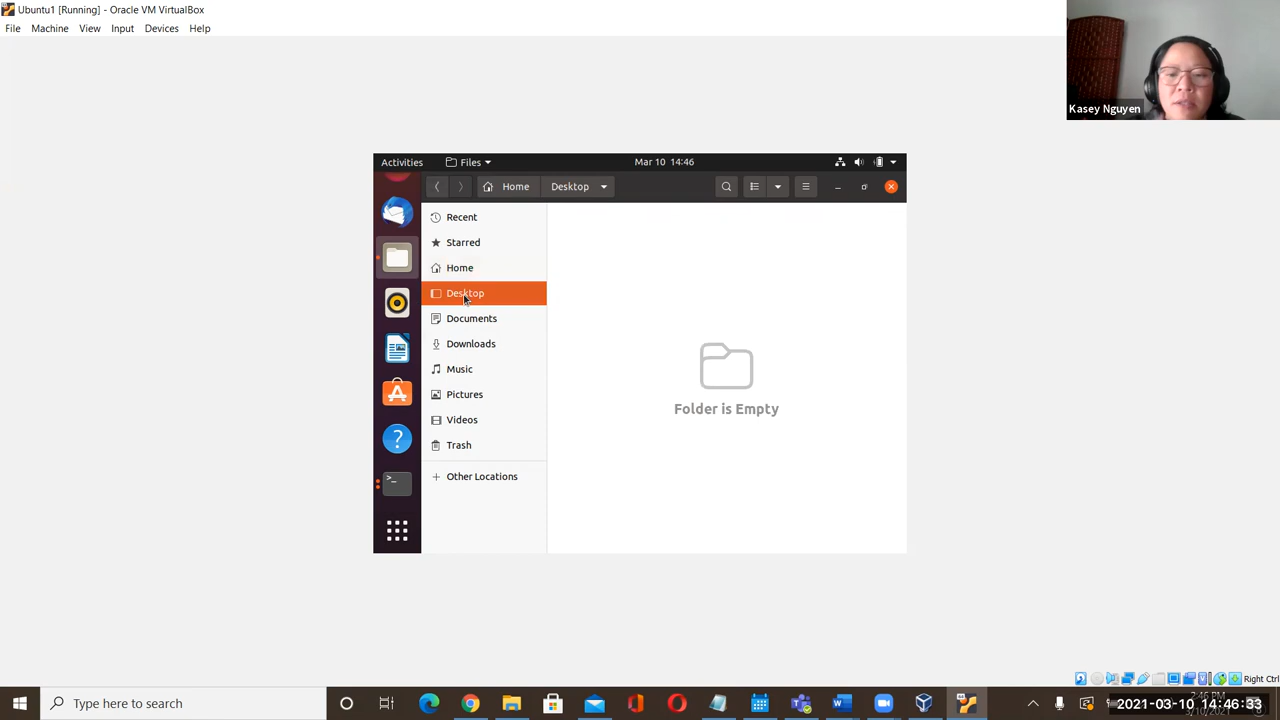 Ubuntu1 [Running] - Oracle VM VirtualBox
File Machine View Input Devices Help
Kasey Nguyen
Activities Files Mar 10 14:46
Home Desktop
Recent
Starred
Home
Desktop
Documents
Downloads
Music
Pictures
Videos
Trash
Other Locations
Folder is Empty
Right Ctrl
Type here to search
2021-03-10 14:46:33